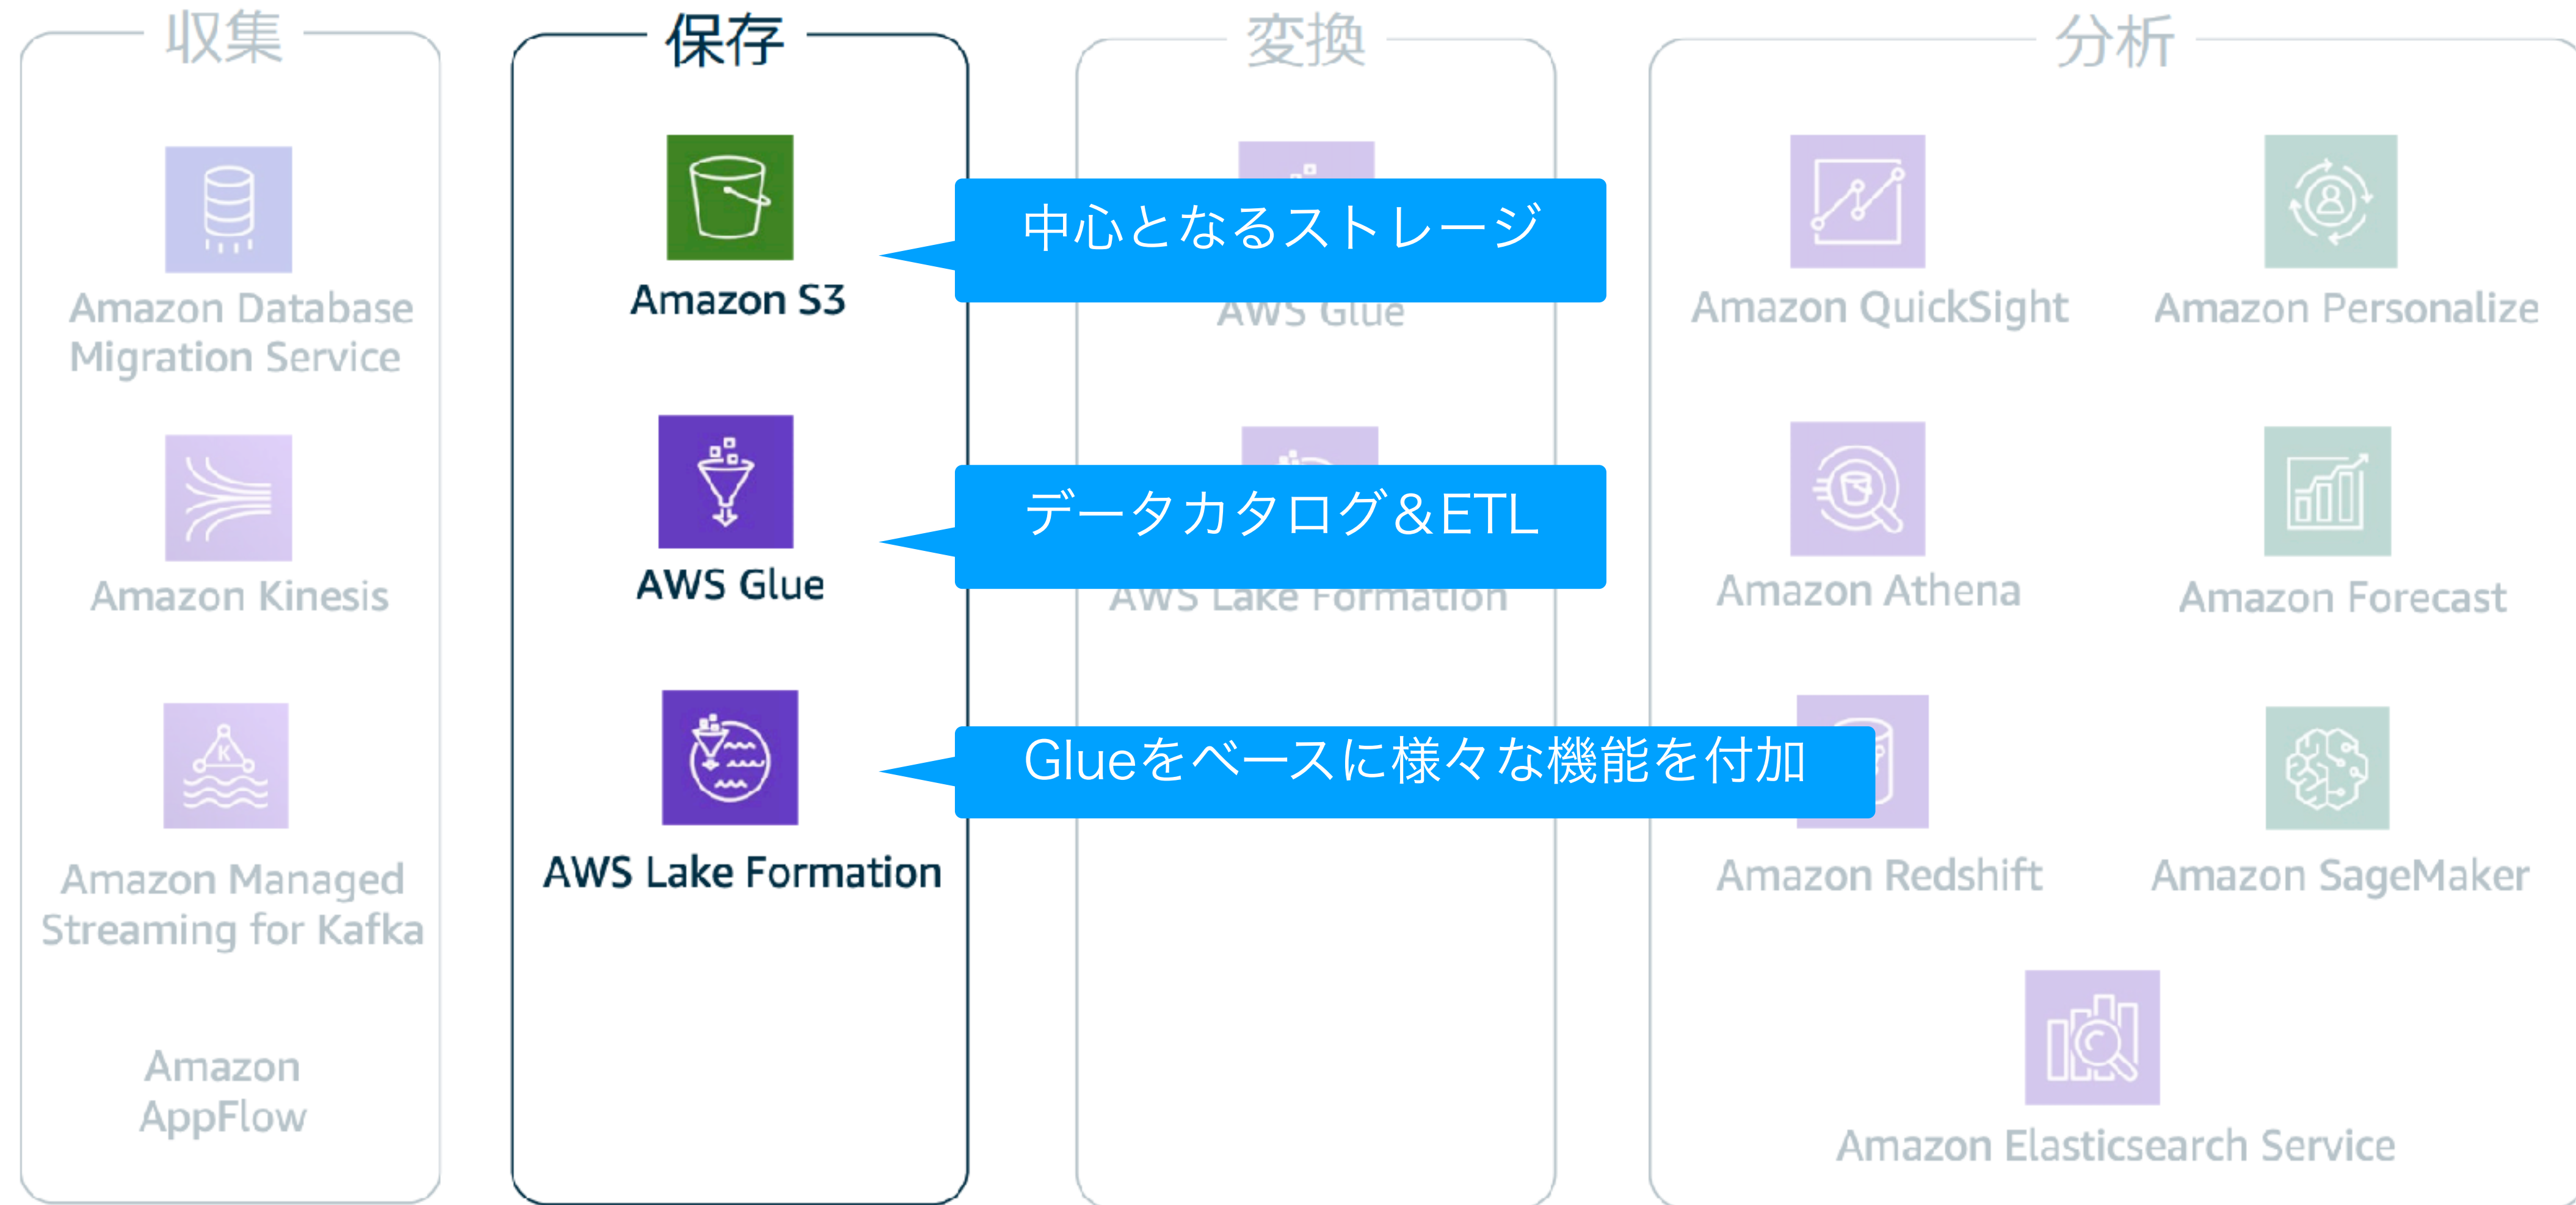 収集
Amazon Database
Migration Service
Amazon Kinesis
K
Amazon Managed
Streaming for Kafka
Amazon
AppFlow
保存
Amazon S3
中心となるストレージ
AWS Glue
データカタログ&ETL
AWS Lake Formation
Glueをベースに様々な機能を付加
変換
AWS Glue
AWS Lake Formation
分析
Amazon QuickSight
Amazon Personalize
Amazon Athena
Amazon Forecast
Amazon Redshift
Amazon SageMaker
Amazon Elasticsearch Service